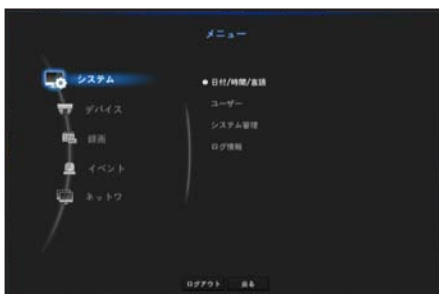 メニュー
システム
デバイス
録画
イベント
ネットワ
日付/時間/言語
ユーザー
システム管理
ログ情報
ログアウト 戻る